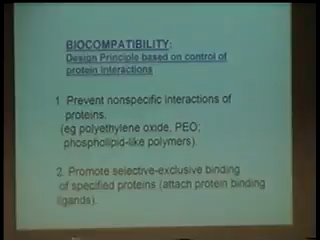 BIOCOMPATIBILITY:
Design Principle based on control of
protein interactions
1 Prevent nonspecific interactions of
proteins.
(eg polyethylene oxide, PEO;
phospholipid-like polymers).
2. Promote selective-exclusive binding
of specified proteins (attach protein binding
ligands).